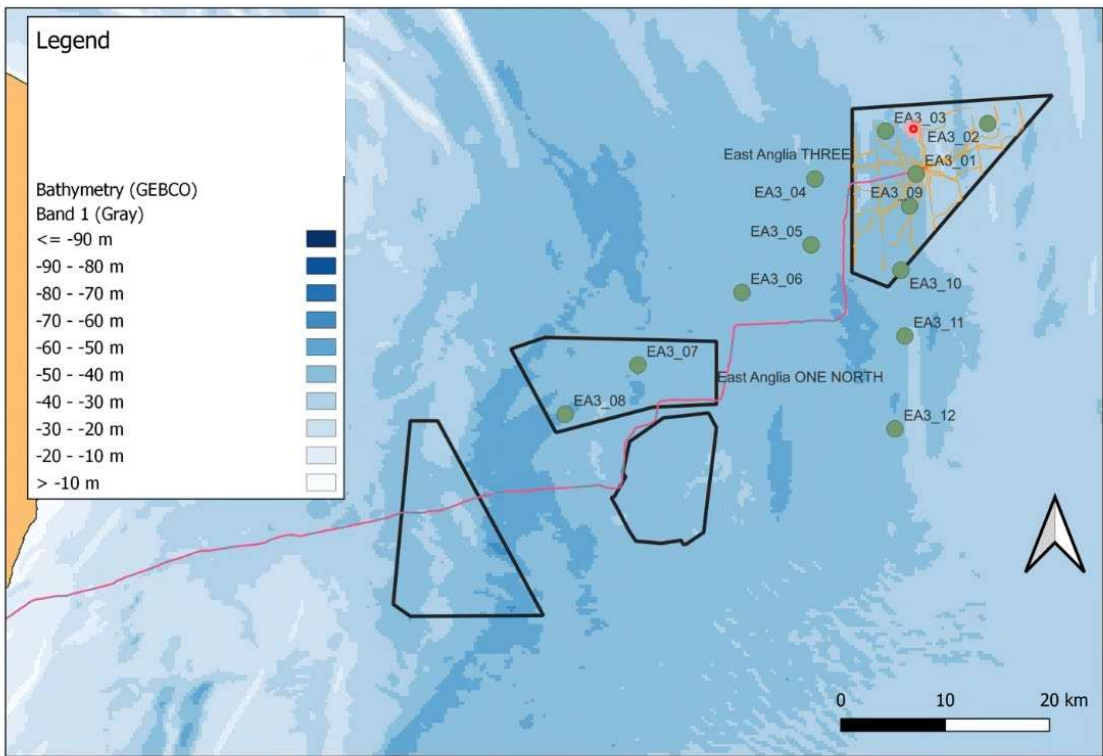 Legend
Bathymetry (GEBCO)
Band 1 (Gray)
<= -90 m
-90 - -80 m
-80 - -70 m
-70 - -60 m
-60 - -50 m
-50 - -40 m
-40 - -30 m
-30 - -20 m
-20 - -10 m
> -10 m
EA3_03
EA3_02
East Anglia THREE
EA3_01
EA3_04
EA3_09
EA3_05
EA3_10
EA3_06
EA3_11
EA3_07
East Anglia ONE NORTH
EA3_08
EA3_12
0 10 20 km